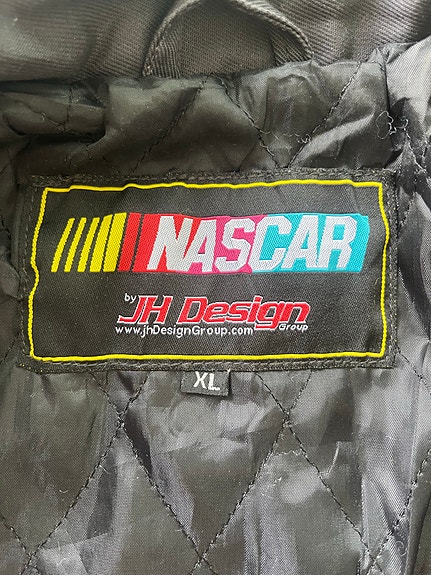 NASCAR
by
JH Design
Group
www.jhDesignGroup.com
XL